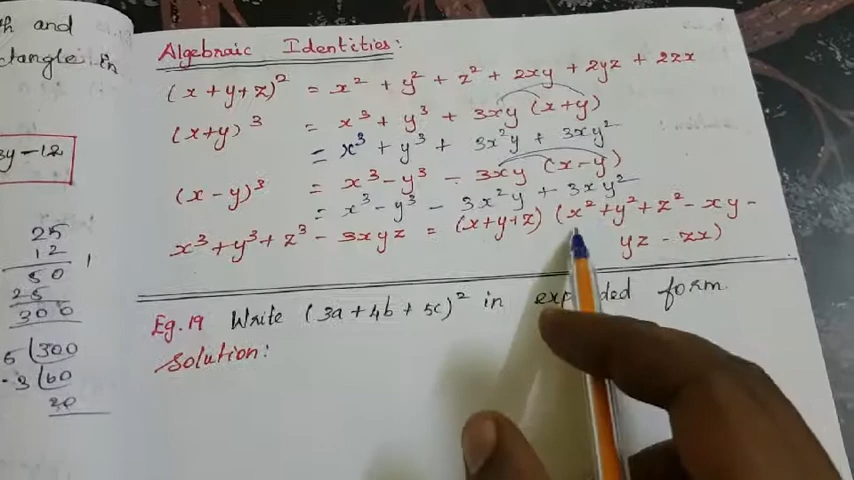 th and
ctangle in
3y - 12
25
12
50
25
300
6 (300
3 (60
20
Algebraic Identities:
(x+y+z)² = x² + y² + z² + 2xy + 2yz + 2zx
(x+y)³ = x³ + y³ + 3xy (x+y)
= x³ + y³ + 3x²y + 3xy²
(x-y)³ = x³ - y³ - 3xy (x-y)
= x³ - y³ - 3x²y + 3xy²
x³ + y³ + z³ - 3xyz = (x+y+z) (x² + y² + z² - xy -
yz - zx)
Eg.19 Write (3a + 4b + 5c)² in form.
Solution: